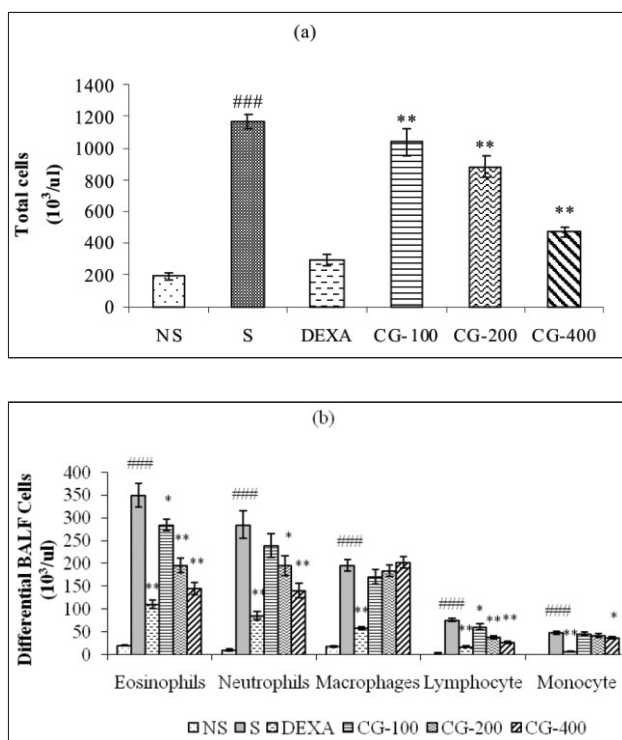 (a)
Total cells
(10³/ul)
1400
1200
1000
800
600
400
200
0
###
**
**
**
NS S DEXA CG-100 CG-200 CG-400
(b)
Differential BALF Cells
(10³/ul)
400
350
300
250
200
150
100
50
0
### ** * ** **
### ** * **
### **
### ** * ** **
### ** *
Eosinophils Neutrophils Macrophages Lymphocyte Monocyte
NS S DEXA CG-100 CG-200 CG-400